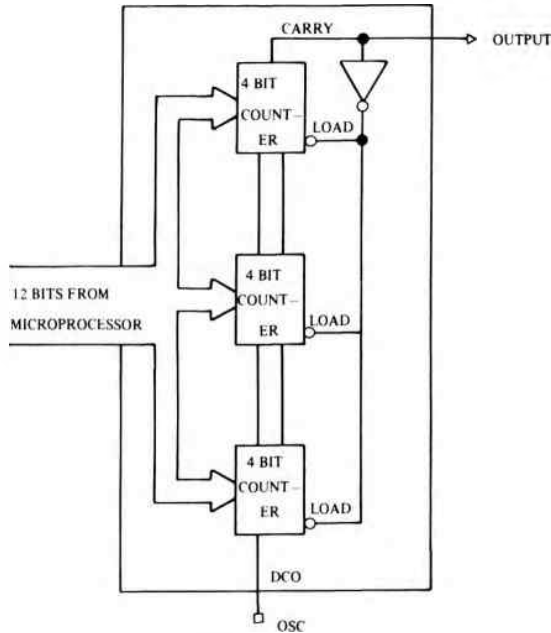 CARRY
OUTPUT
4 BIT
COUNT–
ER
LOAD
12 BITS FROM
MICROPROCESSOR
4 BIT
COUNT–
ER
LOAD
4 BIT
COUNT–
ER
LOAD
DCO
OSC